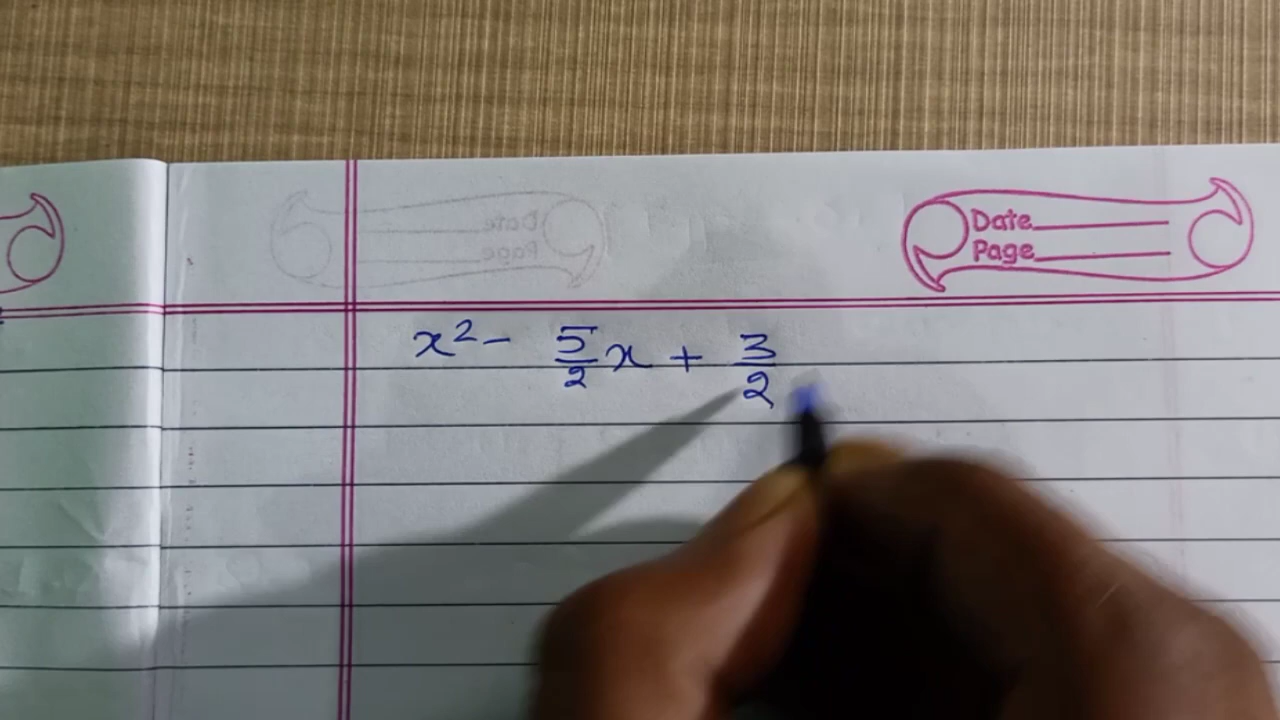 Date
Page
x² - 5/2 x + 3/2